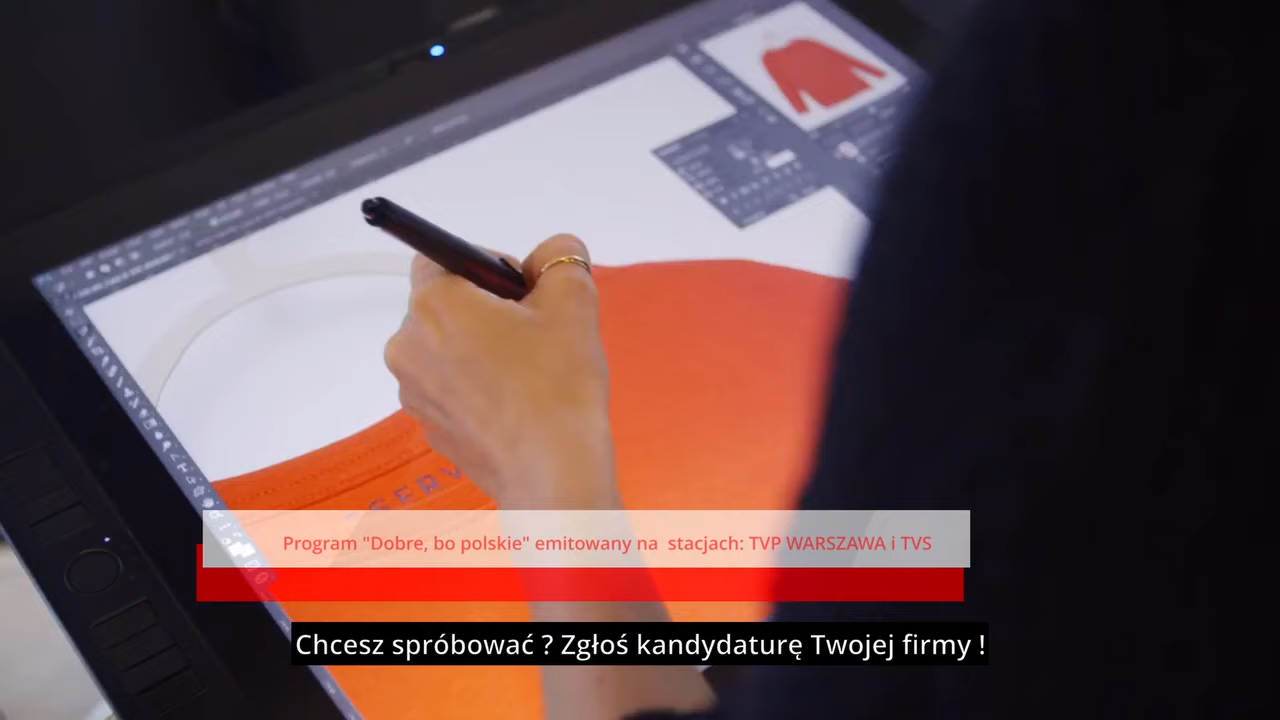 Program "Dobre, bo polskie" emitowany na stacjach: TVP WARSZAWA i TVS
Chcesz spróbować ? Zgłoś kandydaturę Twojej firmy !